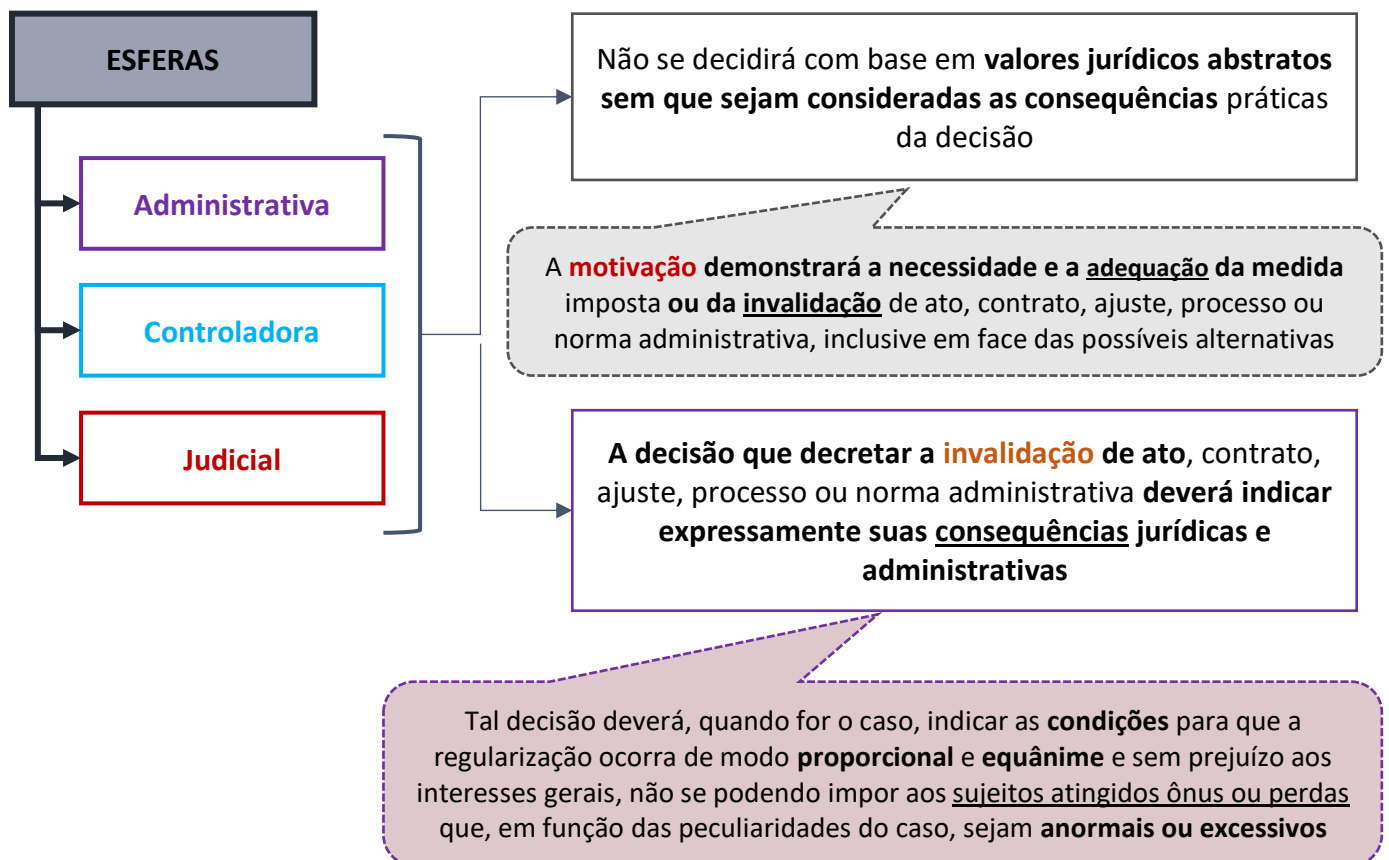 ESFERAS
Administrativa
Controladora
Judicial
Não se decidirá com base em valores jurídicos abstratos
sem que sejam consideradas as consequências práticas
da decisão
A motivação demonstrará a necessidade e a adequação da medida
imposta ou da invalidação de ato, contrato, ajuste, processo ou
norma administrativa, inclusive em face das possíveis alternativas
A decisão que decretar a invalidação de ato, contrato,
ajuste, processo ou norma administrativa deverá indicar
expressamente suas consequências jurídicas e
administrativas
Tal decisão deverá, quando for o caso, indicar as condições para que a
regularização ocorra de modo proporcional e equânime e sem prejuízo aos
interesses gerais, não se podendo impor aos sujeitos atingidos ônus ou perdas
que, em função das peculiaridades do caso, sejam anormais ou excessivos